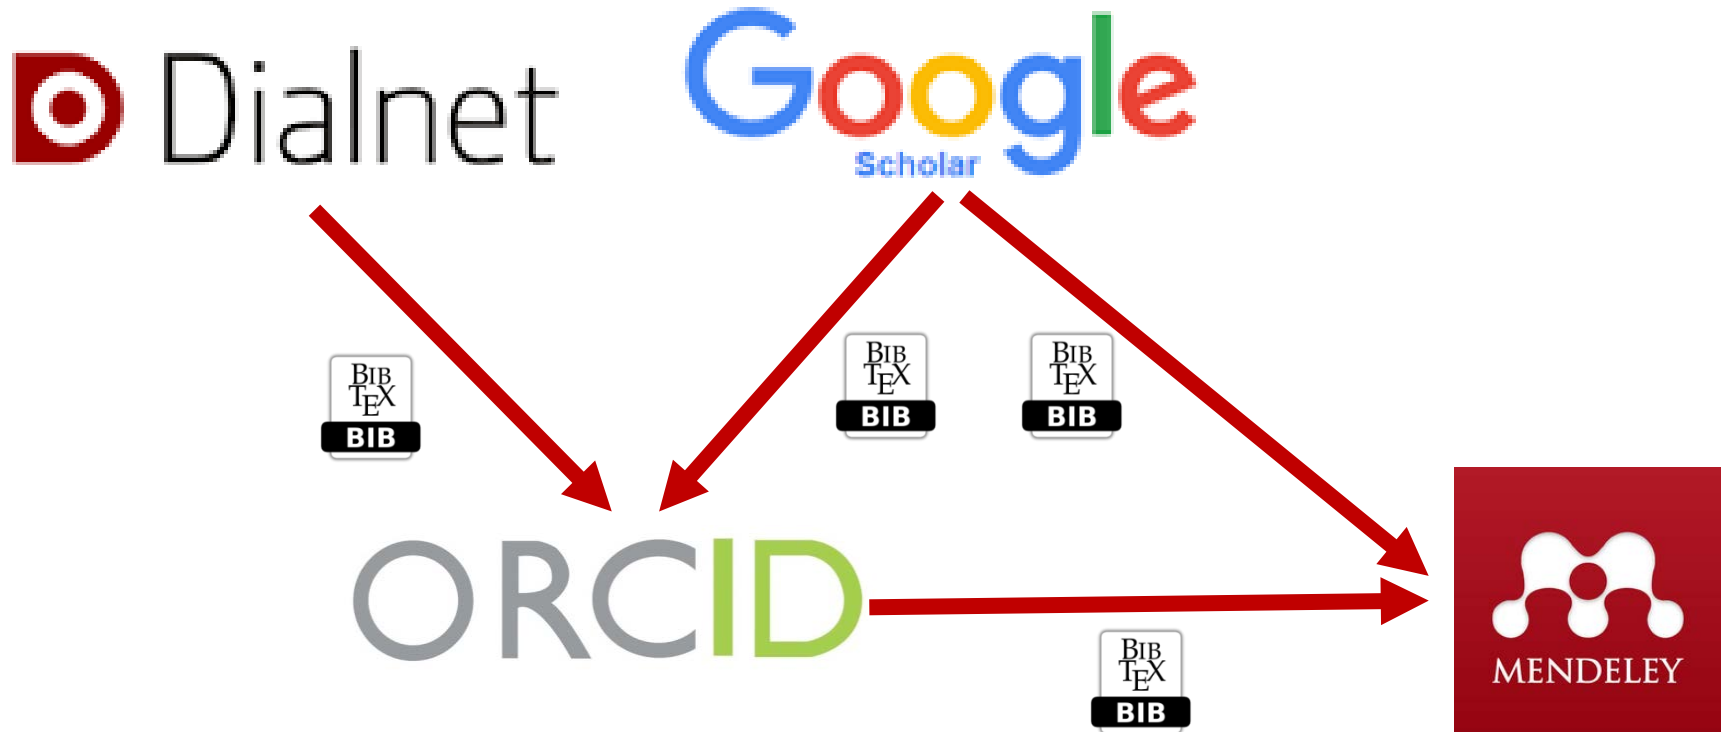 Dialnet
Google
Scholar
BIB
TEX
BIB
BIB
TEX
BIB
BIB
TEX
BIB
ORCID
BIB
TEX
BIB
MENDELEY